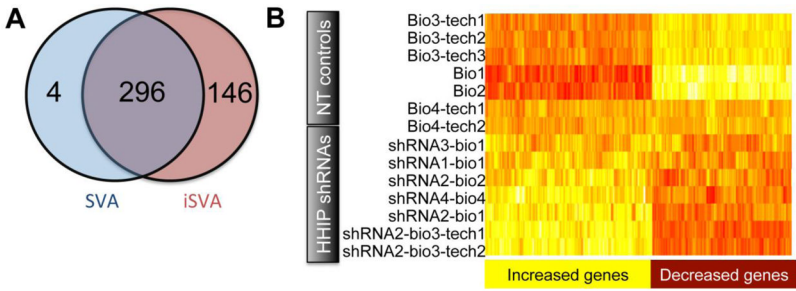 A
4
296
146
SVA
iSVA
B
NT controls
HHIP shRNAs
Bio3-tech1
Bio3-tech2
Bio3-tech3
Bio1
Bio2
Bio4-tech1
Bio4-tech2
shRNA3-bio1
shRNA1-bio1
shRNA2-bio2
shRNA4-bio4
shRNA2-bio1
shRNA2-bio3-tech1
shRNA2-bio3-tech2
Increased genes
Decreased genes